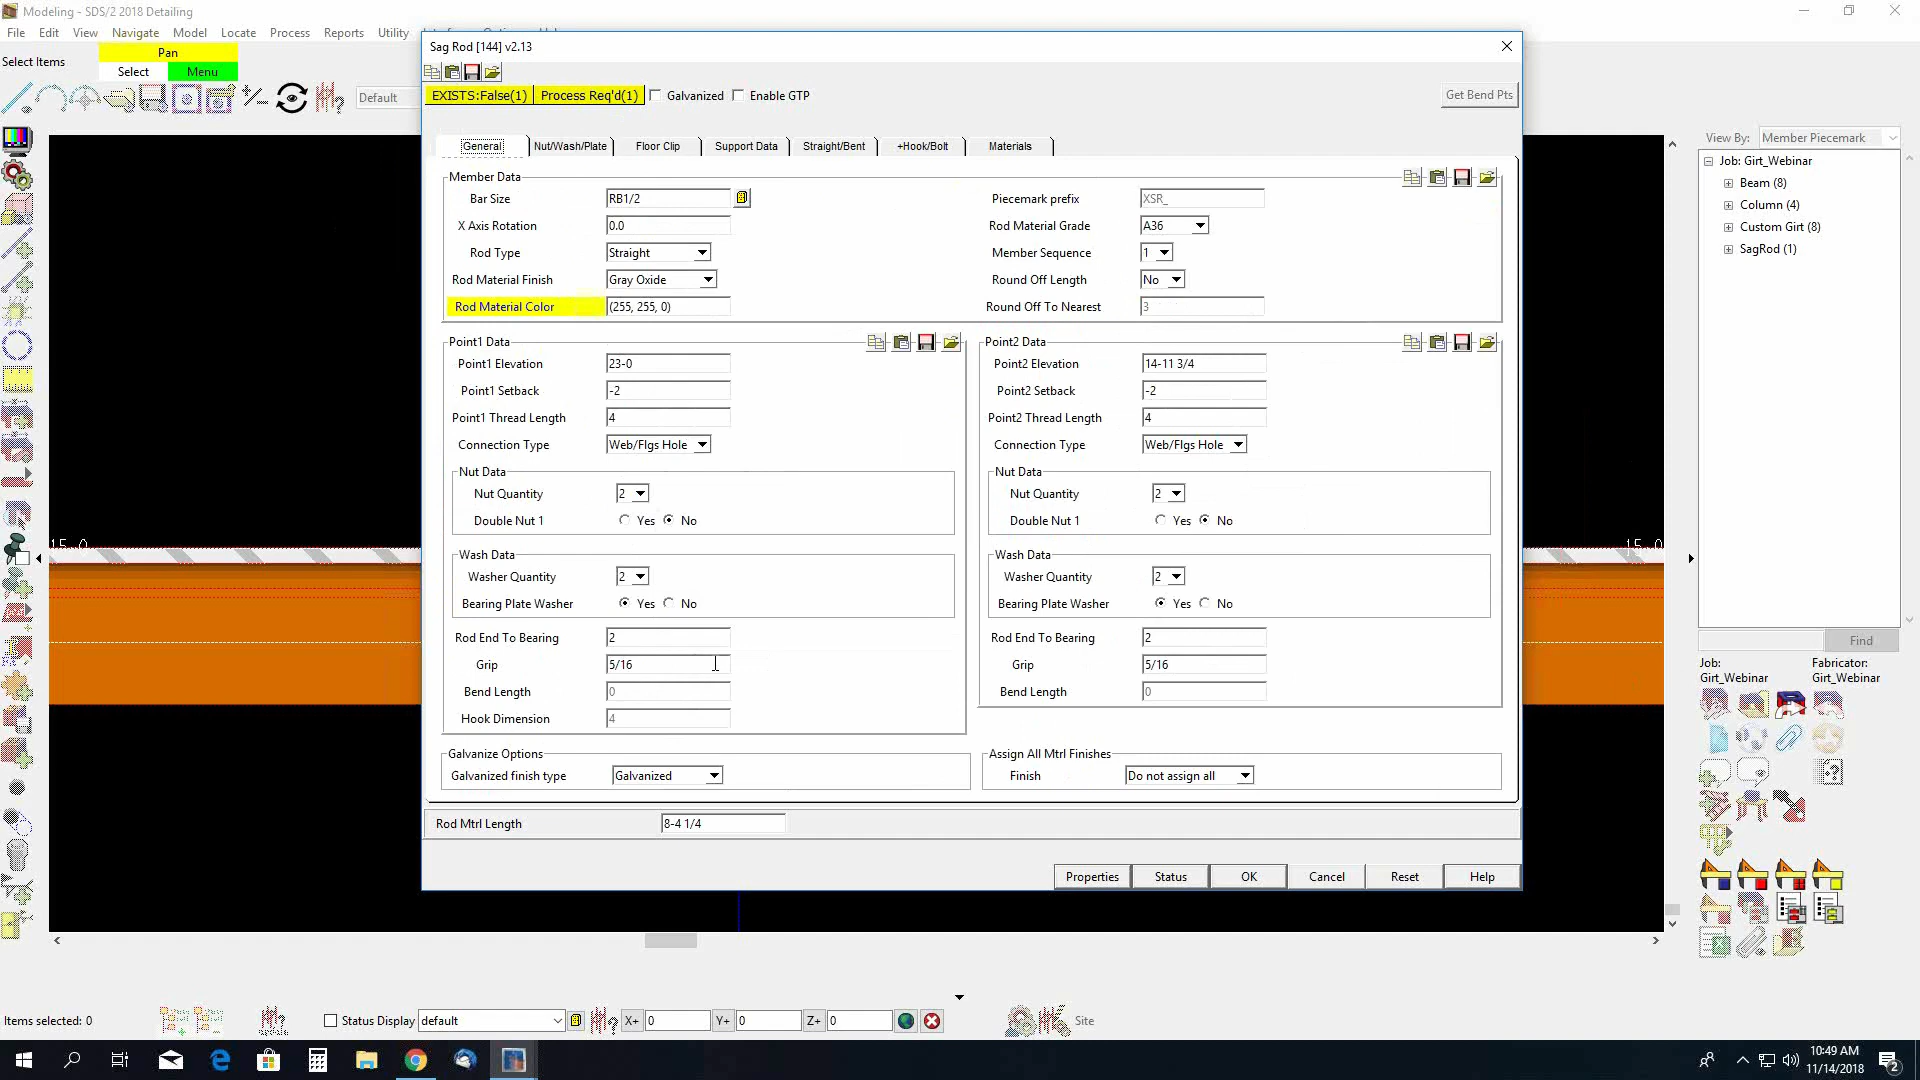 Modeling - SDS/2 2018 Detailing
File Edit View Navigate Model Locate Process Reports Utility
Select Items
Pan
Select Menu
Default
Sag Rod [144] v2.13
EXISTS:False(1) Process Req'd(1) Galvanized Enable GTP
Get Bend Pts
General Nut/Wash/Plate Floor Clip Support Data Straight/Bent +Hook/Bolt Materials
Member Data
Bar Size RB1/2 Piecemark prefix XSR_
X Axis Rotation 0.0 Rod Material Grade A36
Rod Type Straight Member Sequence 1
Rod Material Finish Gray Oxide Round Off Length No
Rod Material Color (255, 255, 0) Round Off To Nearest 3
Point1 Data Point2 Data
Point1 Elevation 23-0 Point2 Elevation 14-11 3/4
Point1 Setback -2 Point2 Setback -2
Point1 Thread Length 4 Point2 Thread Length 4
Connection Type Web/Flgs Hole Connection Type Web/Flgs Hole
Nut Data Nut Data
Nut Quantity 2 Nut Quantity 2
Double Nut 1 Yes No Double Nut 1 Yes No
Wash Data Wash Data
Washer Quantity 2 Washer Quantity 2
Bearing Plate Washer Yes No Bearing Plate Washer Yes No
Rod End To Bearing 2 Rod End To Bearing 2
Grip 5/16 Grip 5/16
Bend Length 0 Bend Length 0
Hook Dimension 4
Galvanize Options Assign All Mtrl Finishes
Galvanized finish type Galvanized Finish Do not assign all
Rod Mtrl Length 8-4 1/4
Properties Status OK Cancel Reset Help
15-0
15-0
View By: Member Piecemark
Job: Girt_Webinar
Beam (8)
Column (4)
Custom Girt (8)
SagRod (1)
Find
Job: Fabricator:
Girt_Webinar Girt_Webinar
Items selected: 0 Status Display default X+ 0 Y+ 0 Z+ 0 Site
10:49 AM
11/14/2018
2